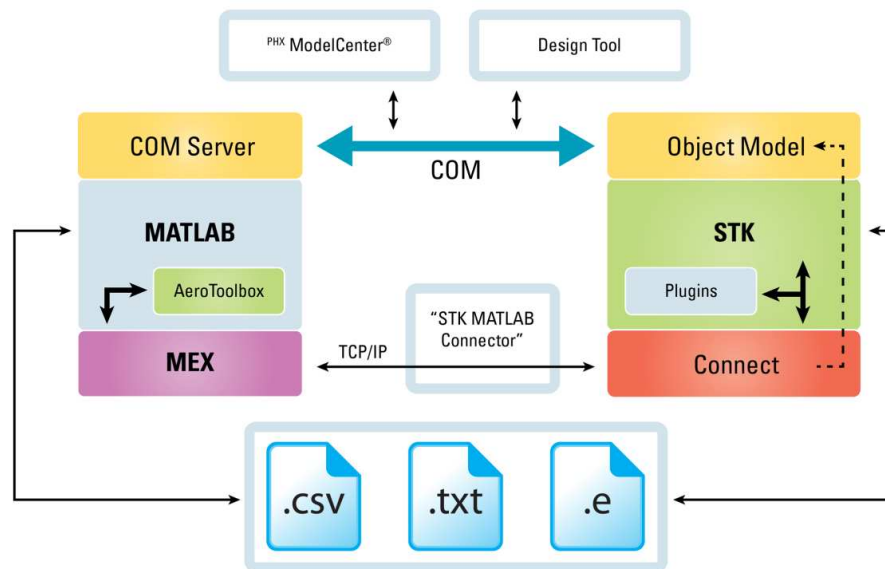 PHX ModelCenter®
Design Tool
COM Server
Object Model
COM
MATLAB
STK
AeroToolbox
Plugins
"STK MATLAB
Connector"
TCP/IP
MEX
Connect
.csv
.txt
.e